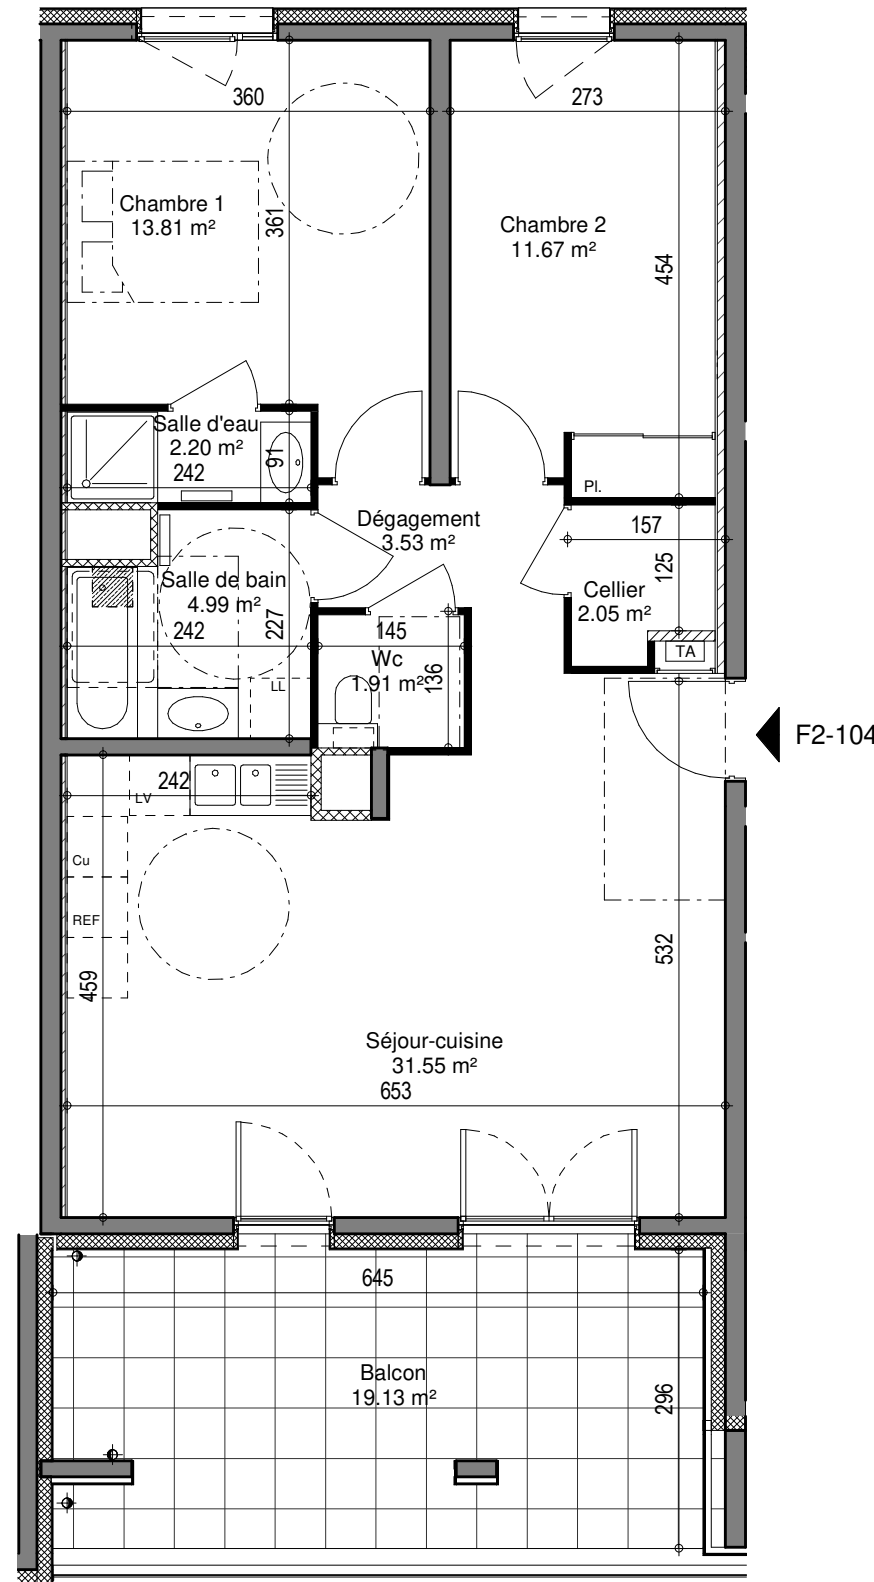 360
273
Chambre 1
13.81 m²
361
Chambre 2
11.67 m²
454
Salle d'eau
2.20 m²
242
91
Pl.
Dégagement
3.53 m²
157
125
Cellier
2.05 m²
Salle de bain
4.99 m²
242
227
145
Wc
1.91 m²
136
TA
LL
F2-104
242
LV
Cu
REF
459
532
Séjour-cuisine
31.55 m²
653
645
Balcon
19.13 m²
296